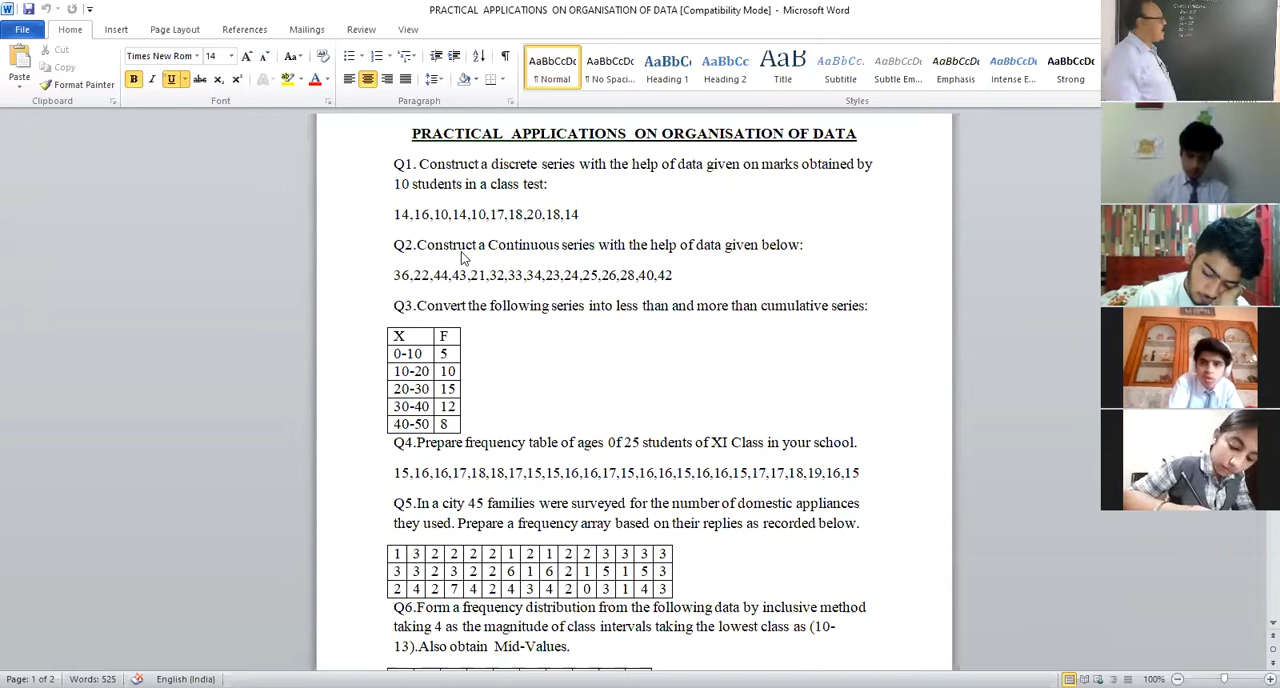 PRACTICAL APPLICATIONS ON ORGANISATION OF DATA [Compatibility Mode] - Microsoft Word
File Home Insert Page Layout References Mailings Review View
Cut
Copy
Format Painter
Paste
Times New Rom 14
Clipboard Font Paragraph Styles
AaBbCcDc AaBbCcDc AaBbCc AaBbCc AaB AaBbCc. AaBbCcDc AaBbCcDc AaBbCcDc AaBbCcDc
¶ Normal ¶ No Spaci... Heading 1 Heading 2 Title Subtitle Subtle Em... Emphasis Intense E... Strong
PRACTICAL APPLICATIONS ON ORGANISATION OF DATA
Q1. Construct a discrete series with the help of data given on marks obtained by
10 students in a class test:
14,16,10,14,10,17,18,20,18,14
Q2.Construct a Continuous series with the help of data given below:
36,22,44,43,21,32,33,34,23,24,25,26,28,40,42
Q3.Convert the following series into less than and more than cumulative series:
X F
0-10 5
10-20 10
20-30 15
30-40 12
40-50 8
Q4.Prepare frequency table of ages 0f 25 students of XI Class in your school.
15,16,16,17,18,18,17,15,15,16,16,17,15,16,16,15,16,16,15,17,17,18,19,16,15
Q5.In a city 45 families were surveyed for the number of domestic appliances
they used. Prepare a frequency array based on their replies as recorded below.
1 3 2 2 2 2 1 2 1 2 2 3 3 3 3
3 3 2 3 2 2 6 1 6 2 1 5 1 5 3
2 4 2 7 4 2 4 3 4 2 0 3 1 4 3
Q6.Form a frequency distribution from the following data by inclusive method
taking 4 as the magnitude of class intervals taking the lowest class as (10-
13).Also obtain Mid-Values.
Page: 1 of 2 Words: 525 English (India) 100%